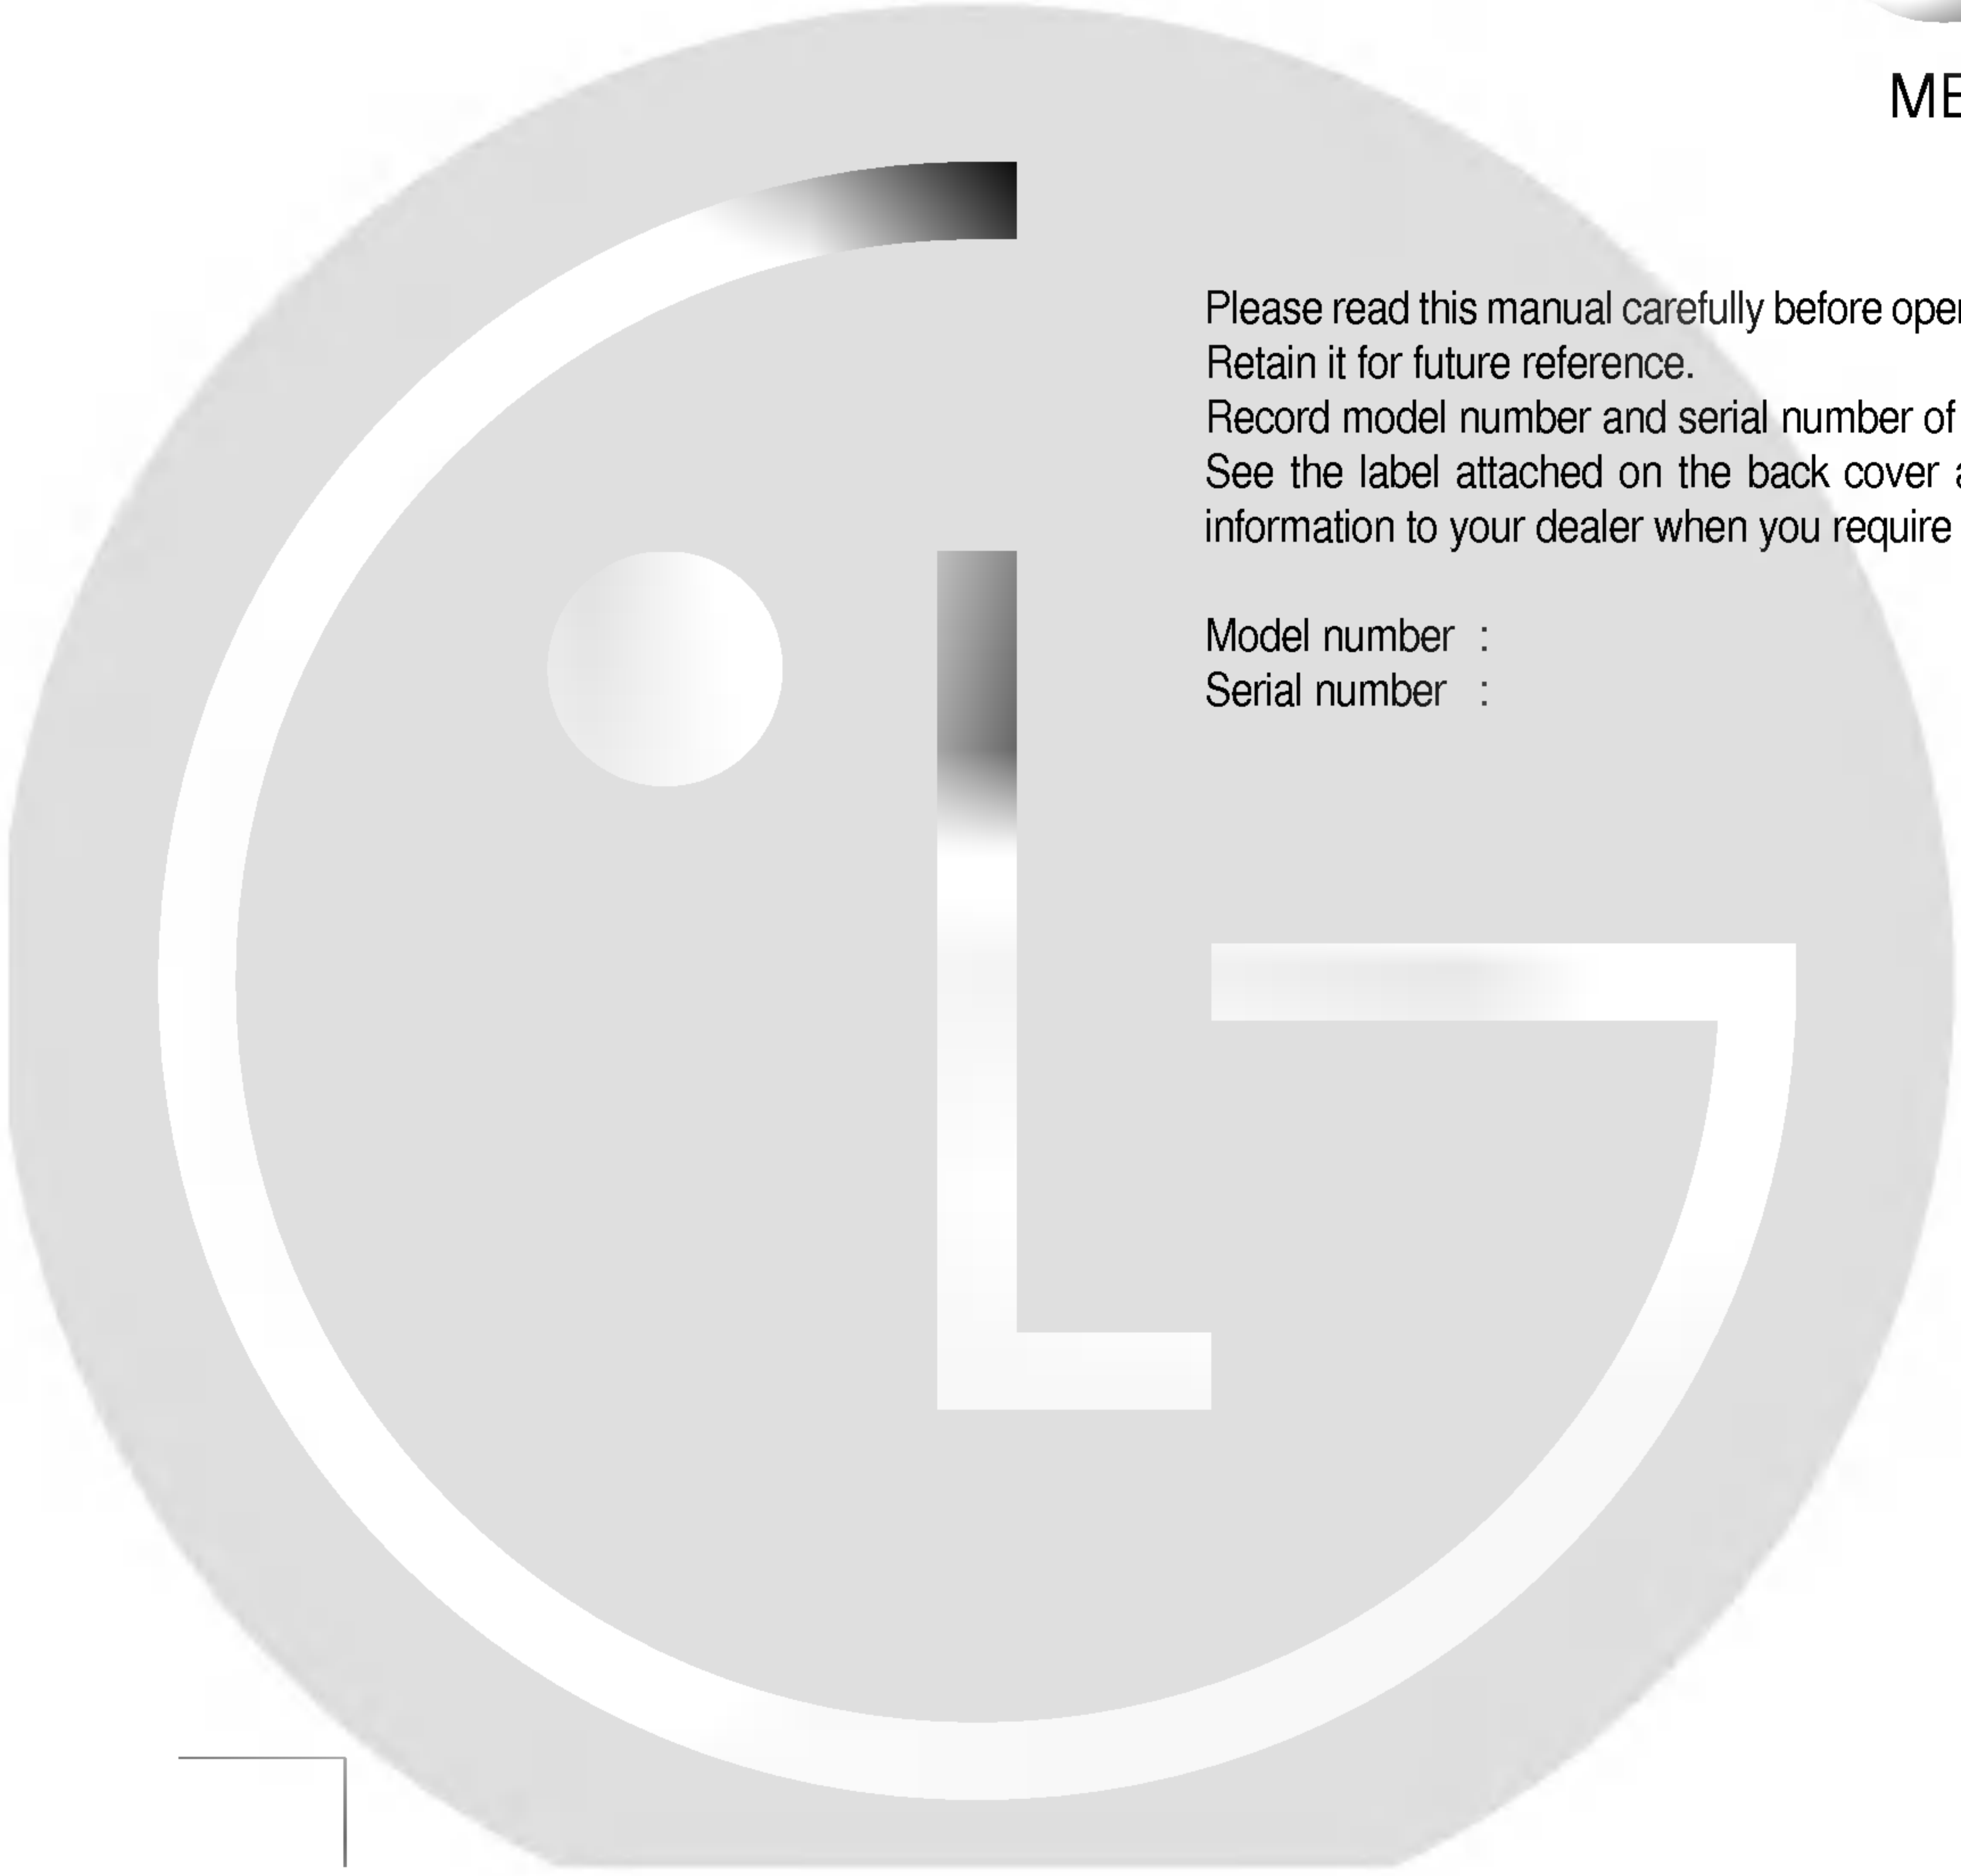 ME
Please read this manual carefully before oper
Retain it for future reference.
Record model number and serial number of
See the label attached on the back cover a
information to your dealer when you require
Model number :
Serial number :
LG